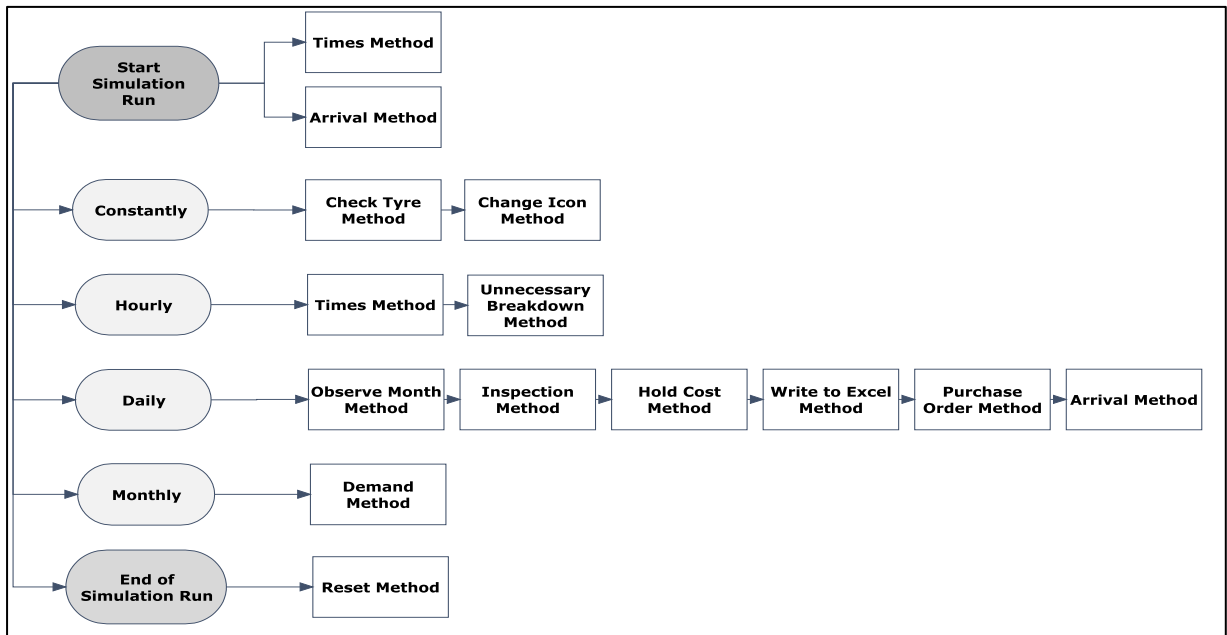 Start
Simulation
Run
Times Method
Arrival Method
Constantly
Check Tyre
Method
Change Icon
Method
Hourly
Times Method
Unnecessary
Breakdown
Method
Daily
Observe Month
Method
Inspection
Method
Hold Cost
Method
Write to Excel
Method
Purchase
Order Method
Arrival Method
Monthly
Demand
Method
End of
Simulation Run
Reset Method